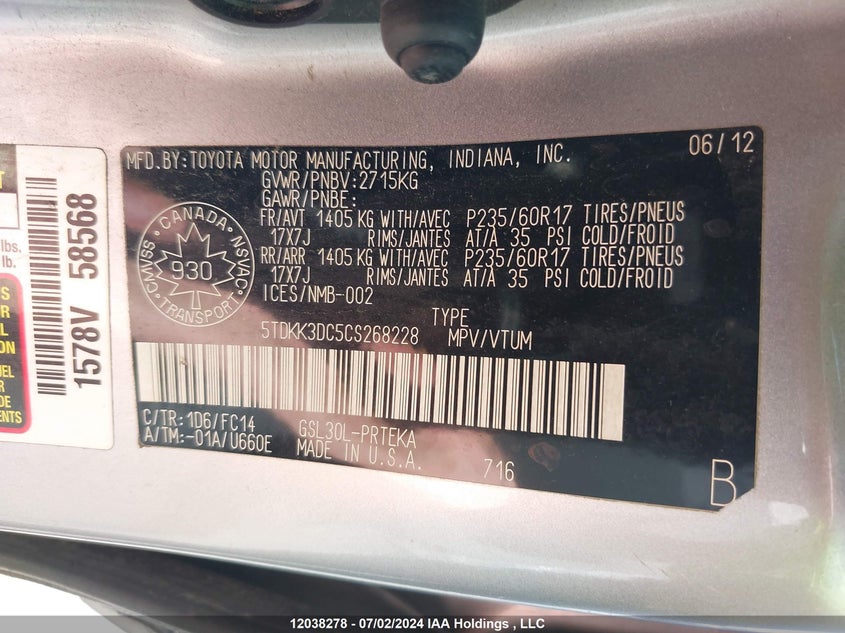 MFD.BY:TOYOTA MOTOR MANUFACTURING, INDIANA, INC. 06/12
GVWR/PNBV:2715KG
GAWR/PNBE:
FR/AVT 1405 KG WITH/AVEC P235/60R17 TIRES/PNEUS
17X7J RIMS/JANTES AT/A 35 PSI COLD/FROID
RR/ARR 1405 KG WITH/AVEC P235/60R17 TIRES/PNEUS
17X7J RIMS/JANTES AT/A 35 PSI COLD/FROID
ICES/NMB-002
CANADA
CMVSS 930 NSVAC
TRANSPORT
TYPE
5TDKK3DC5CS268228 MPV/VTUM
C/TR: 1D6/FC14 GSL30L-PRTEKA
A/TM:-01A/U660E MADE IN U.S.A. 716
B
1578V 58568
lbs.
lb.
12038278 - 07/02/2024 IAA Holdings, LLC